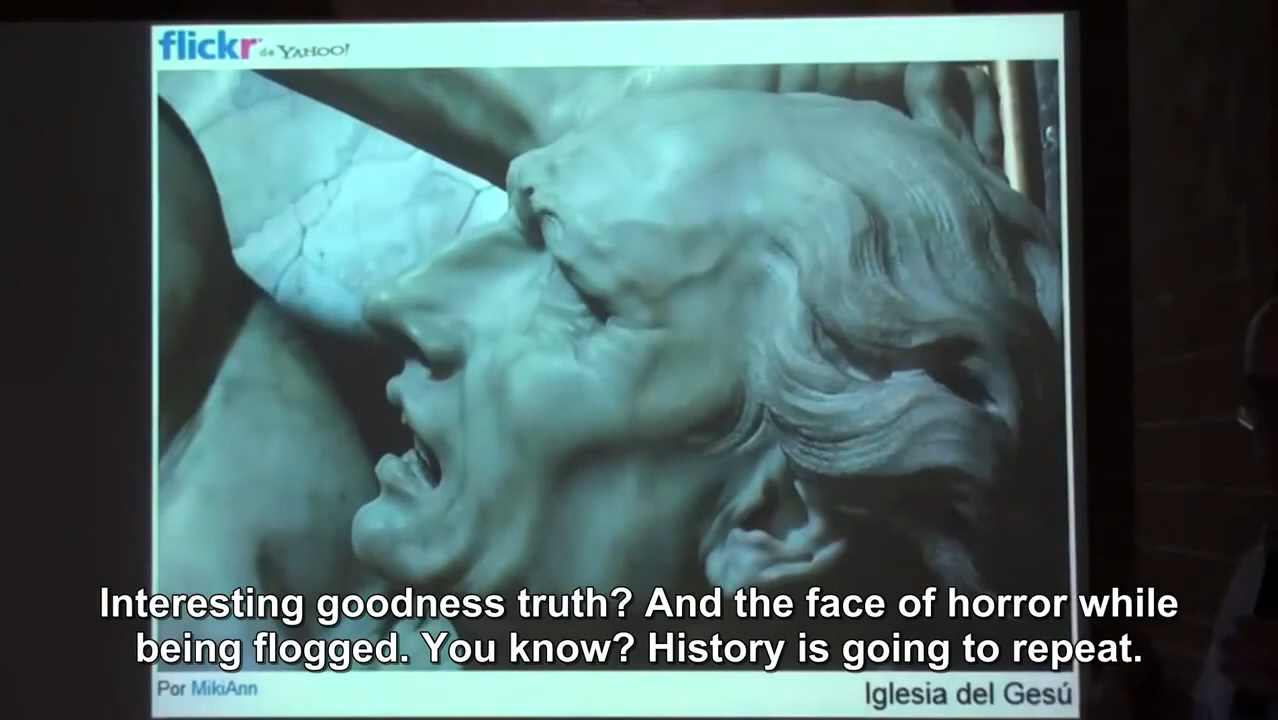 flickr de YAHOO!
Interesting goodness truth? And the face of horror while
being flogged. You know? History is going to repeat.
Por MikiAnn
Iglesia del Gesú